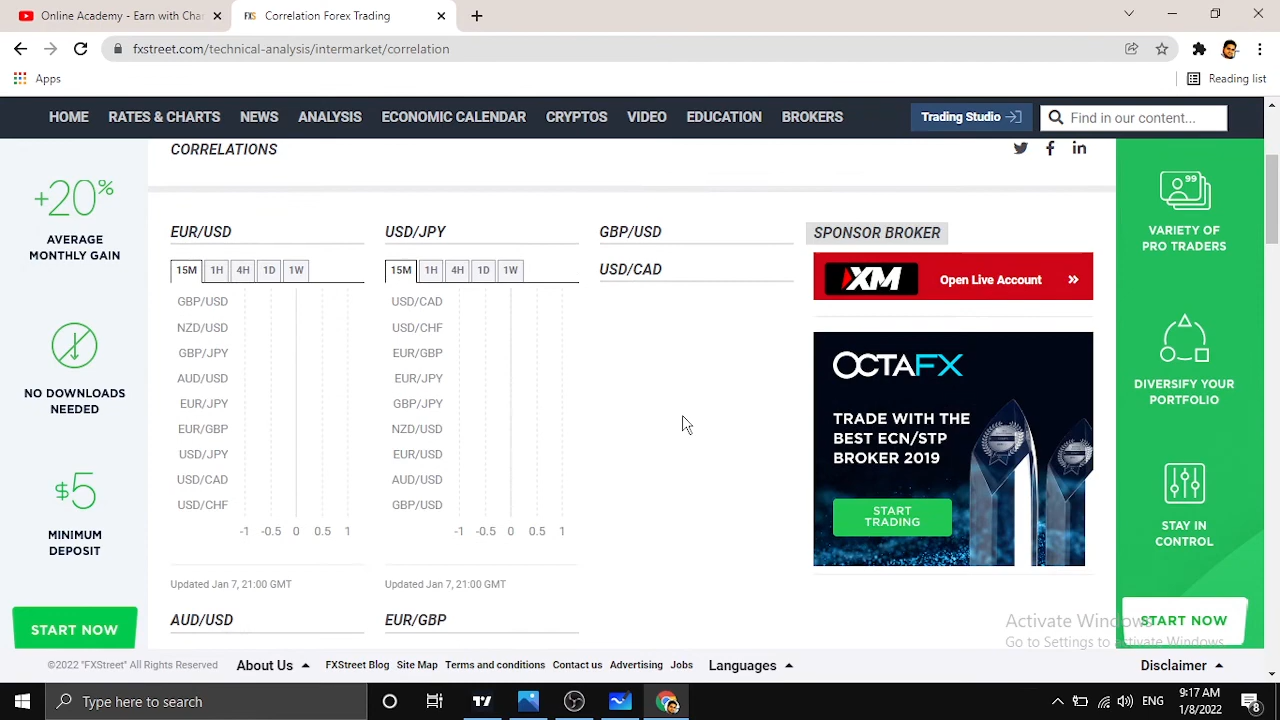 Online Academy - Earn with Cha
Correlation Forex Trading
fxstreet.com/technical-analysis/intermarket/correlation
Apps
Reading list
HOME RATES & CHARTS NEWS ANALYSIS ECONOMIC CALENDAR CRYPTOS VIDEO EDUCATION BROKERS
Trading Studio
Find in our content...
CORRELATIONS
+20%
AVERAGE
MONTHLY GAIN
NO DOWNLOADS
NEEDED
$5
MINIMUM
DEPOSIT
START NOW
EUR/USD
15M 1H 4H 1D 1W
GBP/USD
NZD/USD
GBP/JPY
AUD/USD
EUR/JPY
EUR/GBP
USD/JPY
USD/CAD
USD/CHF
-1 -0.5 0 0.5 1
Updated Jan 7, 21:00 GMT
AUD/USD
USD/JPY
15M 1H 4H 1D 1W
USD/CAD
USD/CHF
EUR/GBP
EUR/JPY
GBP/JPY
NZD/USD
EUR/USD
AUD/USD
GBP/USD
-1 -0.5 0 0.5 1
Updated Jan 7, 21:00 GMT
EUR/GBP
GBP/USD
USD/CAD
SPONSOR BROKER
XM Open Live Account »
OCTAFX
TRADE WITH THE
BEST ECN/STP
BROKER 2019
START
TRADING
99
VARIETY OF
PRO TRADERS
DIVERSIFY YOUR
PORTFOLIO
STAY IN
CONTROL
START NOW
Activate Windows
Go to Settings to activate Windows.
©2022 "FXStreet" All Rights Reserved
About Us
FXStreet Blog Site Map Terms and conditions Contact us Advertising Jobs
Languages
Disclaimer
Type here to search
9:17 AM
1/8/2022
8